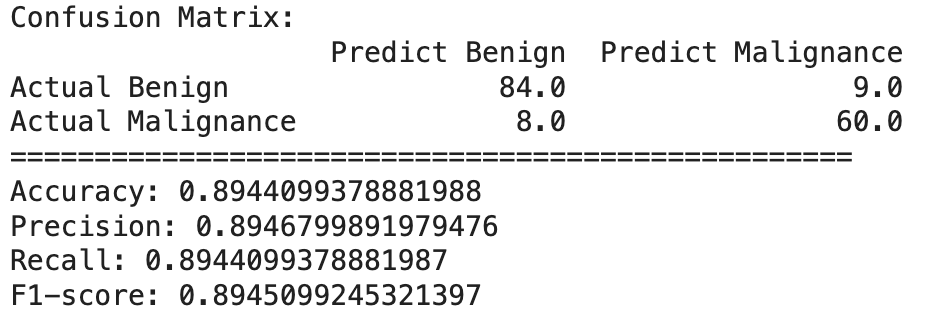 Confusion Matrix:
Predict Benign Predict Malignance
Actual Benign 84.0 9.0
Actual Malignance 8.0 60.0
==================================================
Accuracy: 0.8944099378881988
Precision: 0.8946799891979476
Recall: 0.8944099378881987
F1-score: 0.8945099245321397